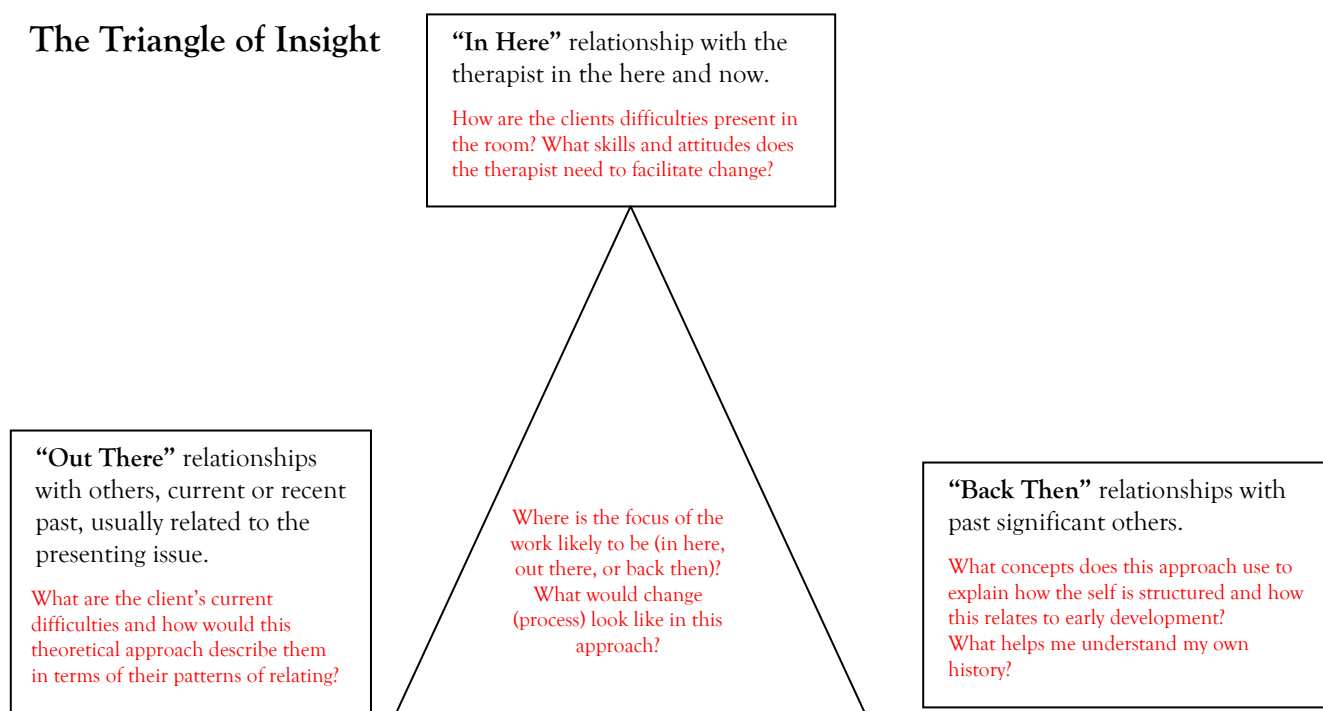 The Triangle of Insight
“In Here” relationship with the
therapist in the here and now.
How are the clients difficulties present in
the room? What skills and attitudes does
the therapist need to facilitate change?
“Out There” relationships
with others, current or recent
past, usually related to the
presenting issue.
What are the client’s current
difficulties and how would this
theoretical approach describe them
in terms of their patterns of relating?
Where is the focus of the
work likely to be (in here,
out there, or back then)?
What would change
(process) look like in this
approach?
“Back Then” relationships with
past significant others.
What concepts does this approach use to
explain how the self is structured and how
this relates to early development?
What helps me understand my own
history?